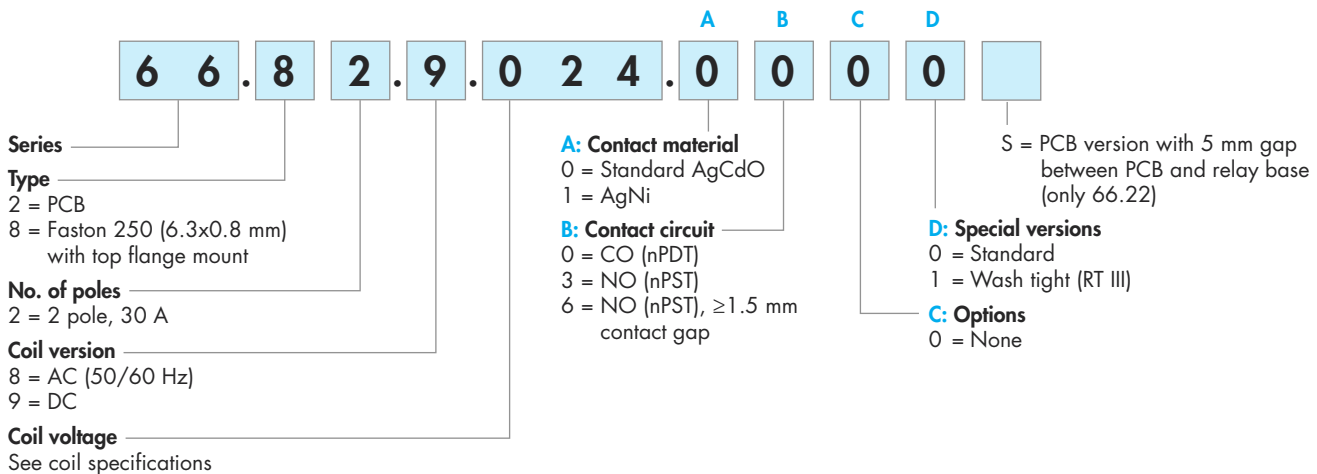 A B C D
6 6 . 8 2 . 9 . 0 2 4 . 0 0 0 0
Series
Type
2 = PCB
8 = Faston 250 (6.3x0.8 mm)
with top flange mount
No. of poles
2 = 2 pole, 30 A
Coil version
8 = AC (50/60 Hz)
9 = DC
Coil voltage
See coil specifications
A: Contact material
0 = Standard AgCdO
1 = AgNi
B: Contact circuit
0 = CO (nPDT)
3 = NO (nPST)
6 = NO (nPST), ≥1.5 mm
contact gap
S = PCB version with 5 mm gap
between PCB and relay base
(only 66.22)
D: Special versions
0 = Standard
1 = Wash tight (RT III)
C: Options
0 = None